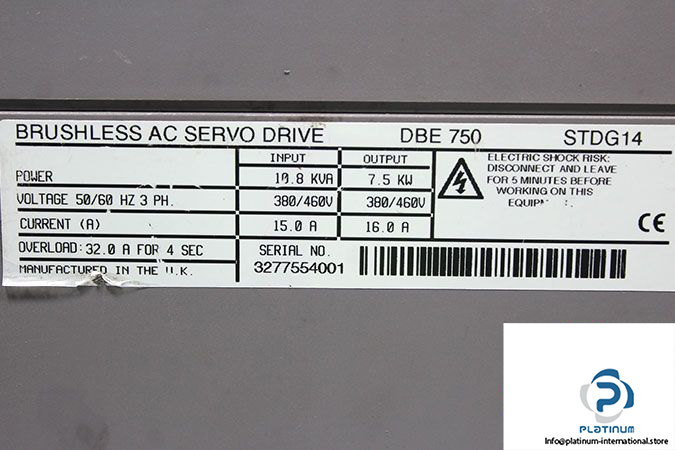 BRUSHLESS AC SERVO DRIVE DBE 750 STDG14
INPUT OUTPUT
POWER 10.8 KVA 7.5 KW
VOLTAGE 50/60 HZ 3 PH. 380/460V 380/460V
CURRENT (A) 15.0 A 16.0 A
OVERLOAD: 32.0 A FOR 4 SEC
MANUFACTURED IN THE U.K.
SERIAL NO.
3277554001
ELECTRIC SHOCK RISK:
DISCONNECT AND LEAVE
FOR 5 MINUTES BEFORE
WORKING ON THIS
CE
PLATINUM
Info@platinum-international.store